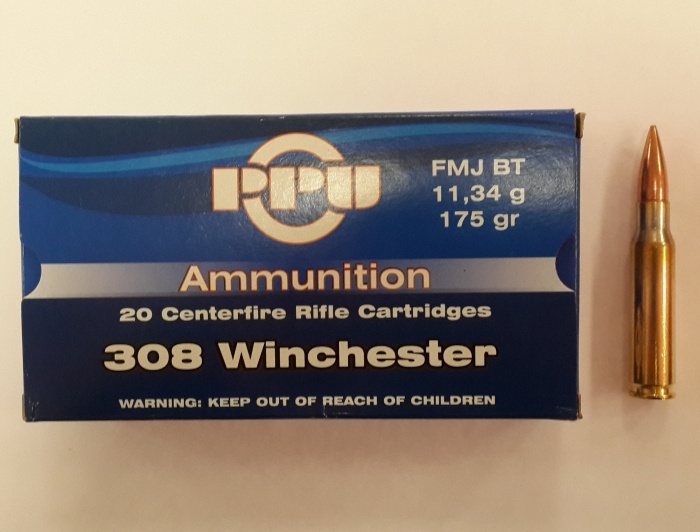 PPU
FMJ BT
11,34 g
175 gr
Ammunition
20 Centerfire Rifle Cartridges
308 Winchester
WARNING: KEEP OUT OF REACH OF CHILDREN